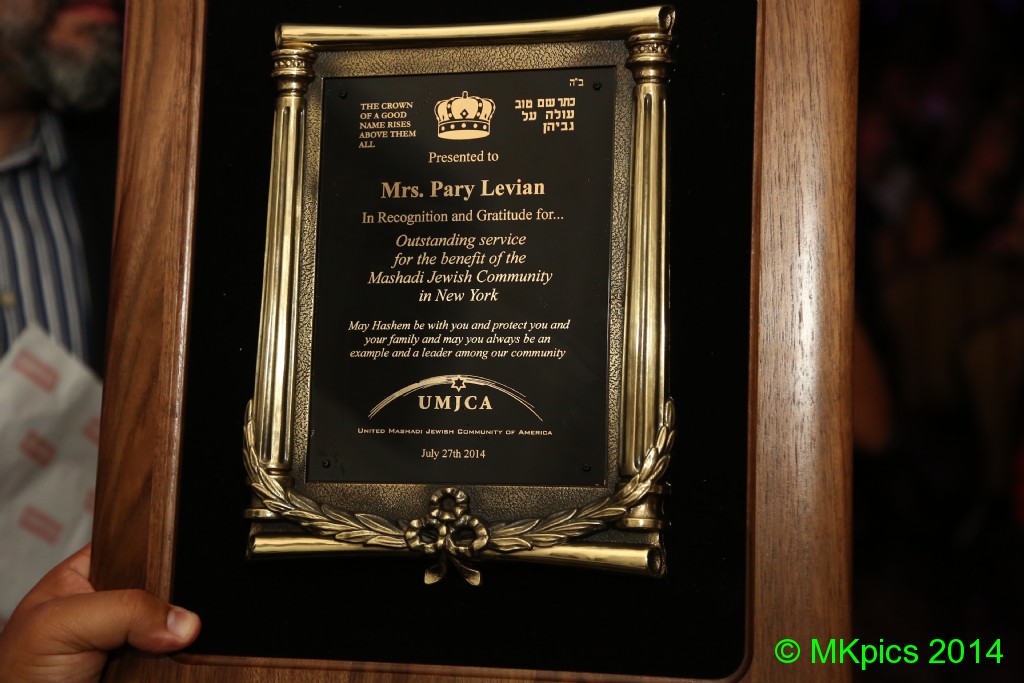 ב"ה
THE CROWN
OF A GOOD
NAME RISES
ABOVE THEM
ALL
כתר שם טוב
עולה על
גביהן
Presented to
Mrs. Pary Levian
In Recognition and Gratitude for...
Outstanding service
for the benefit of the
Mashadi Jewish Community
in New York
May Hashem be with you and protect you and
your family and may you always be an
example and a leader among our community
UMJCA
UNITED MASHADI JEWISH COMMUNITY OF AMERICA
July 27th 2014
© MKpics 2014